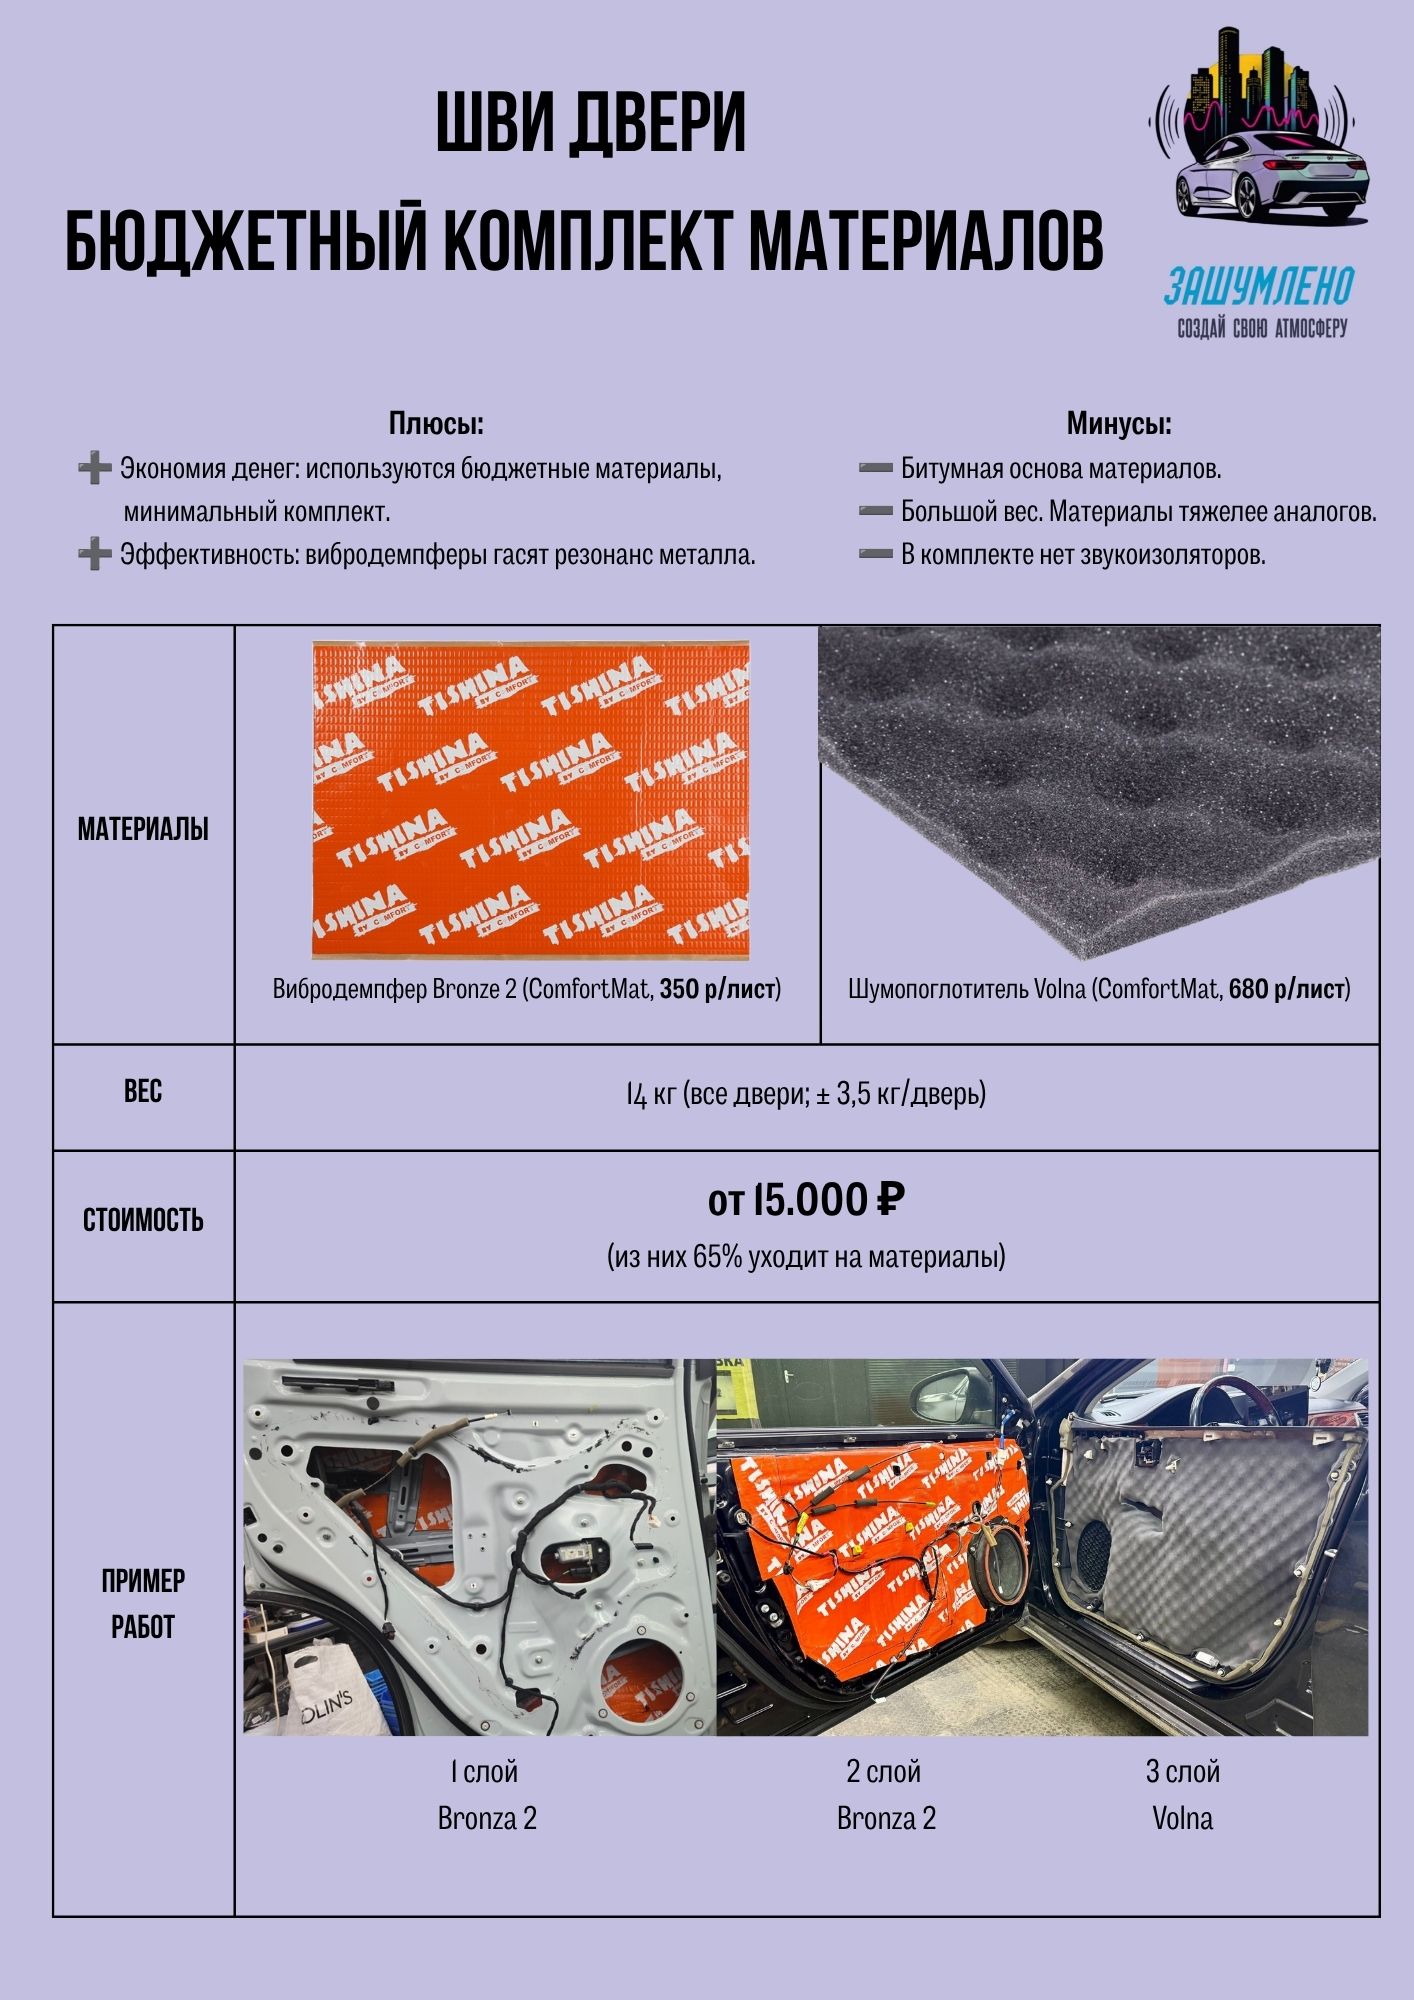 ШВИ ДВЕРИ
БЮДЖЕТНЫЙ КОМПЛЕКТ МАТЕРИАЛОВ
ЗАШУМЛЕНО
СОЗДАЙ СВОЮ АТМОСФЕРУ
Плюсы:
➕ Экономия денег: используются бюджетные материалы,
минимальный комплект.
➕ Эффективность: вибродемпферы гасят резонанс металла.
Минусы:
➖ Битумная основа материалов.
➖ Большой вес. Материалы тяжелее аналогов.
➖ В комплекте нет звукоизоляторов.
МАТЕРИАЛЫ
TISHINA
BY COMFORT
Вибродемпфер Bronze 2 (ComfortMat, 350 р/лист)
Шумопоглотитель Volna (ComfortMat, 680 р/лист)
ВЕС
14 кг (все двери; ± 3,5 кг/дверь)
СТОИМОСТЬ
от 15.000 ₽
(из них 65% уходит на материалы)
ПРИМЕР
РАБОТ
OLIN'S
TISHINA
1 слой
Bronza 2
2 слой
Bronza 2
3 слой
Volna